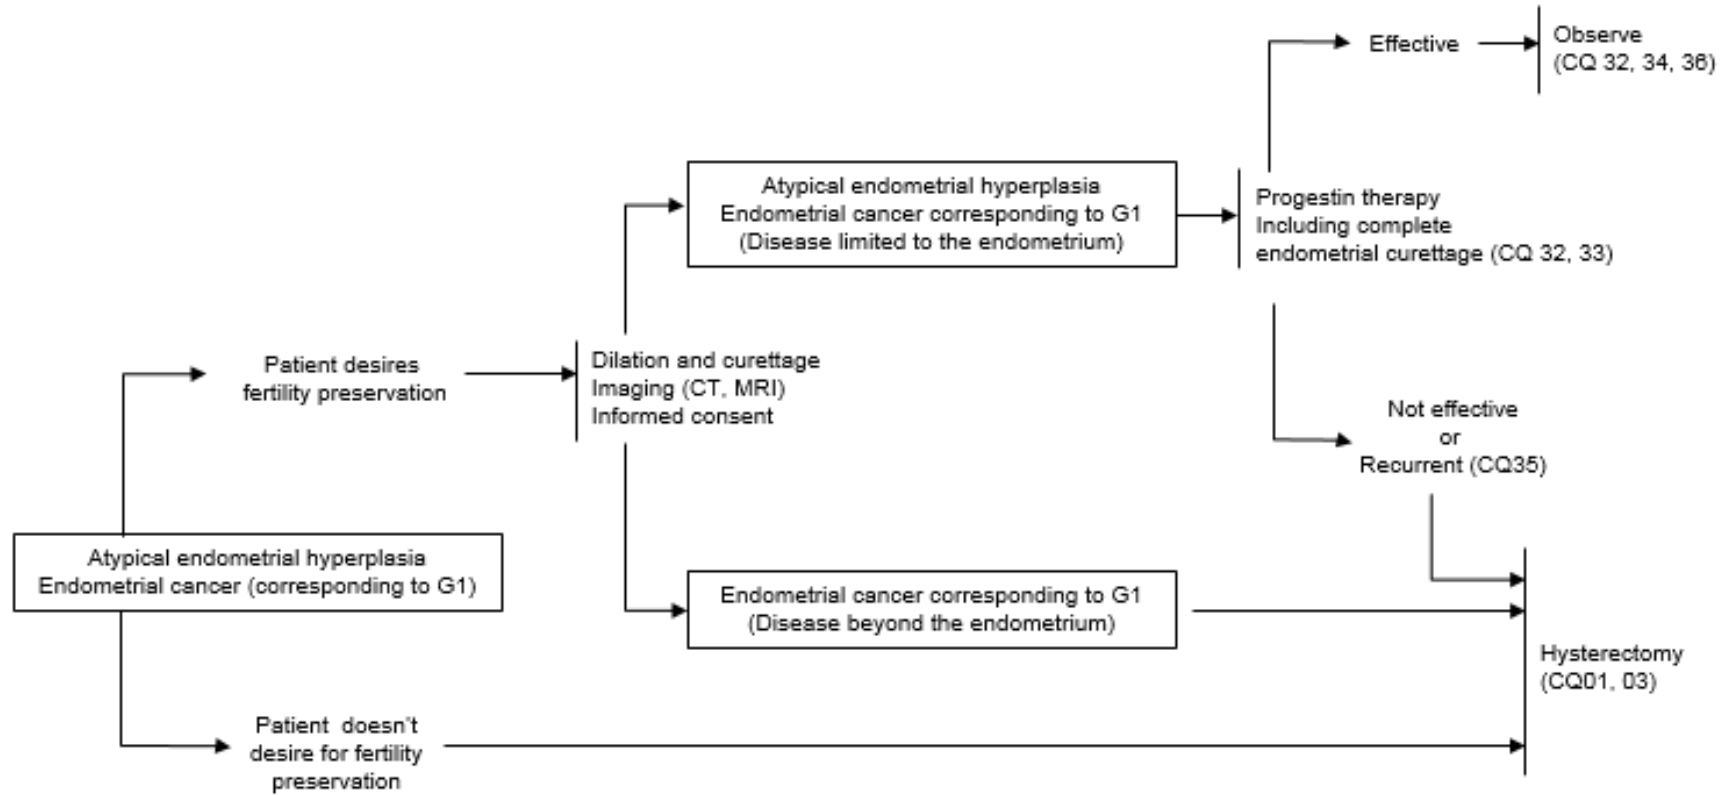 Effective
Observe
(CQ 32, 34, 36)
Atypical endometrial hyperplasia
Endometrial cancer corresponding to G1
(Disease limited to the endometrium)
Progestin therapy
Including complete
endometrial curettage (CQ 32, 33)
Patient desires
fertility preservation
Dilation and curettage
Imaging (CT, MRI)
Informed consent
Not effective
or
Recurrent (CQ35)
Atypical endometrial hyperplasia
Endometrial cancer (corresponding to G1)
Endometrial cancer corresponding to G1
(Disease beyond the endometrium)
Hysterectomy
(CQ01, 03)
Patient doesn't
desire for fertility
preservation